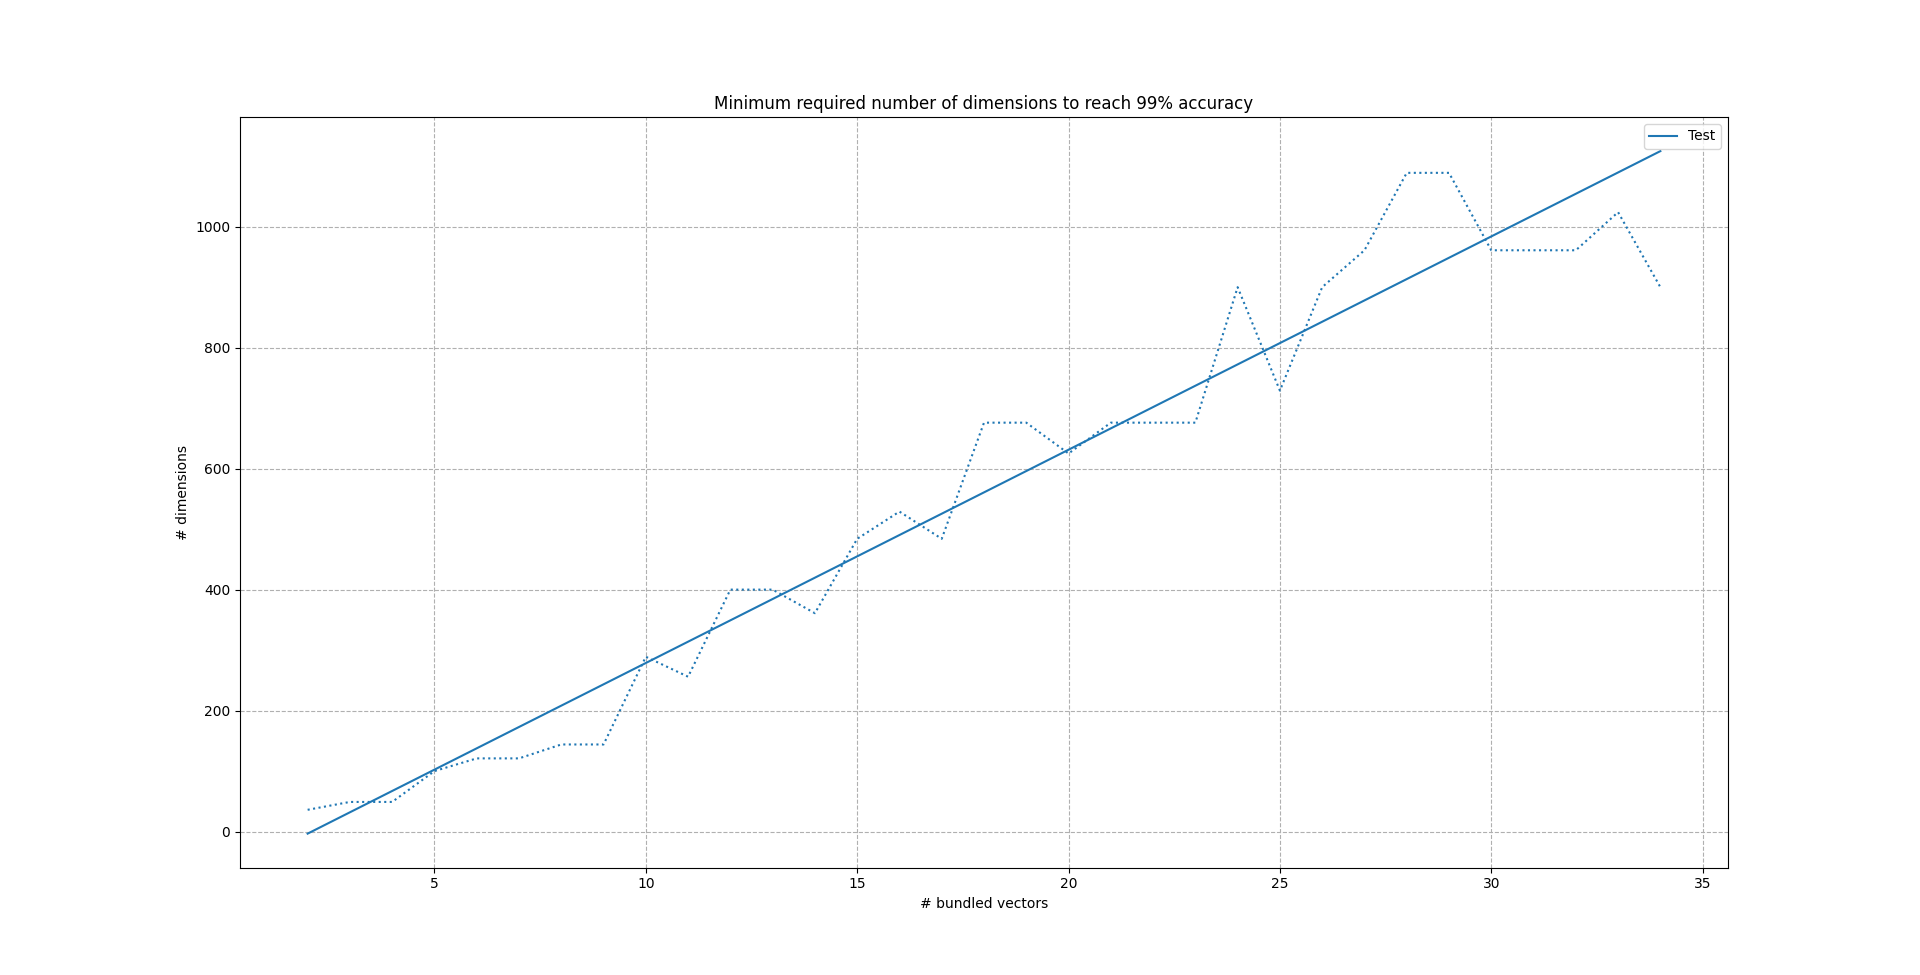 Minimum required number of dimensions to reach 99% accuracy
Test
1000
800
600
400
200
0
# dimensions
5 10 15 20 25 30 35
# bundled vectors